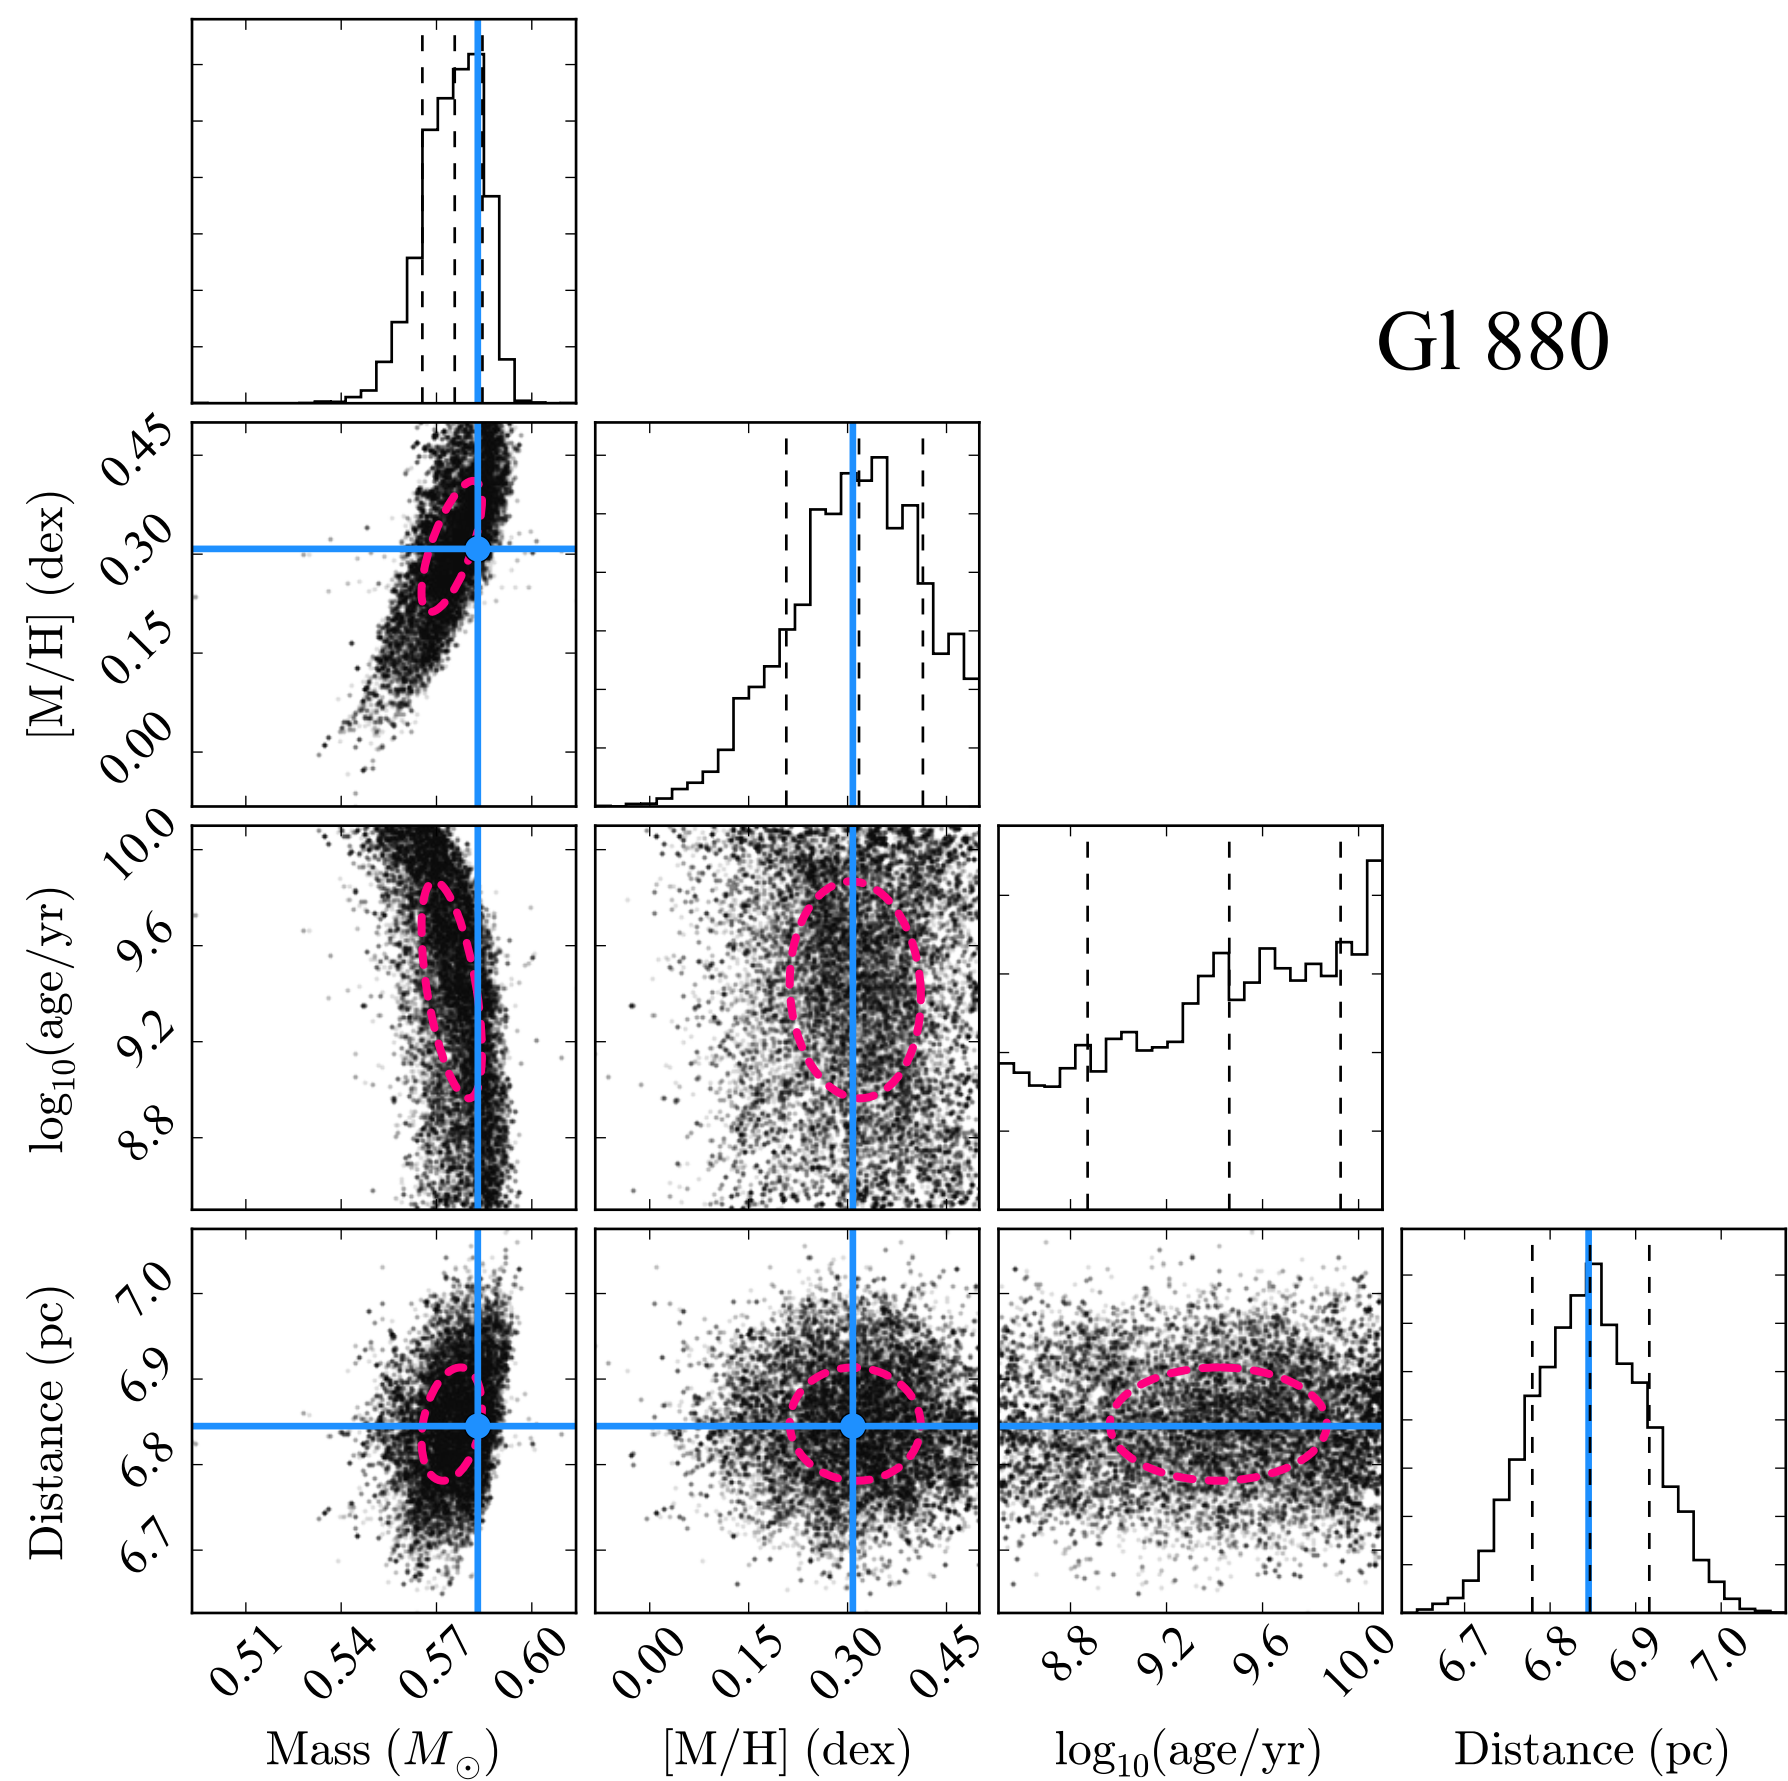 Gl 880
[M/H] (dex)
0.45
0.30
0.15
0.00
log₁₀(age/yr)
10.0
9.6
9.2
8.8
Distance (pc)
7.0
6.9
6.8
6.7
0.51 0.54 0.57 0.60 0.00 0.15 0.30 0.45 8.8 9.2 9.6 10.0 6.7 6.8 6.9 7.0
Mass (M☉) [M/H] (dex) log₁₀(age/yr) Distance (pc)